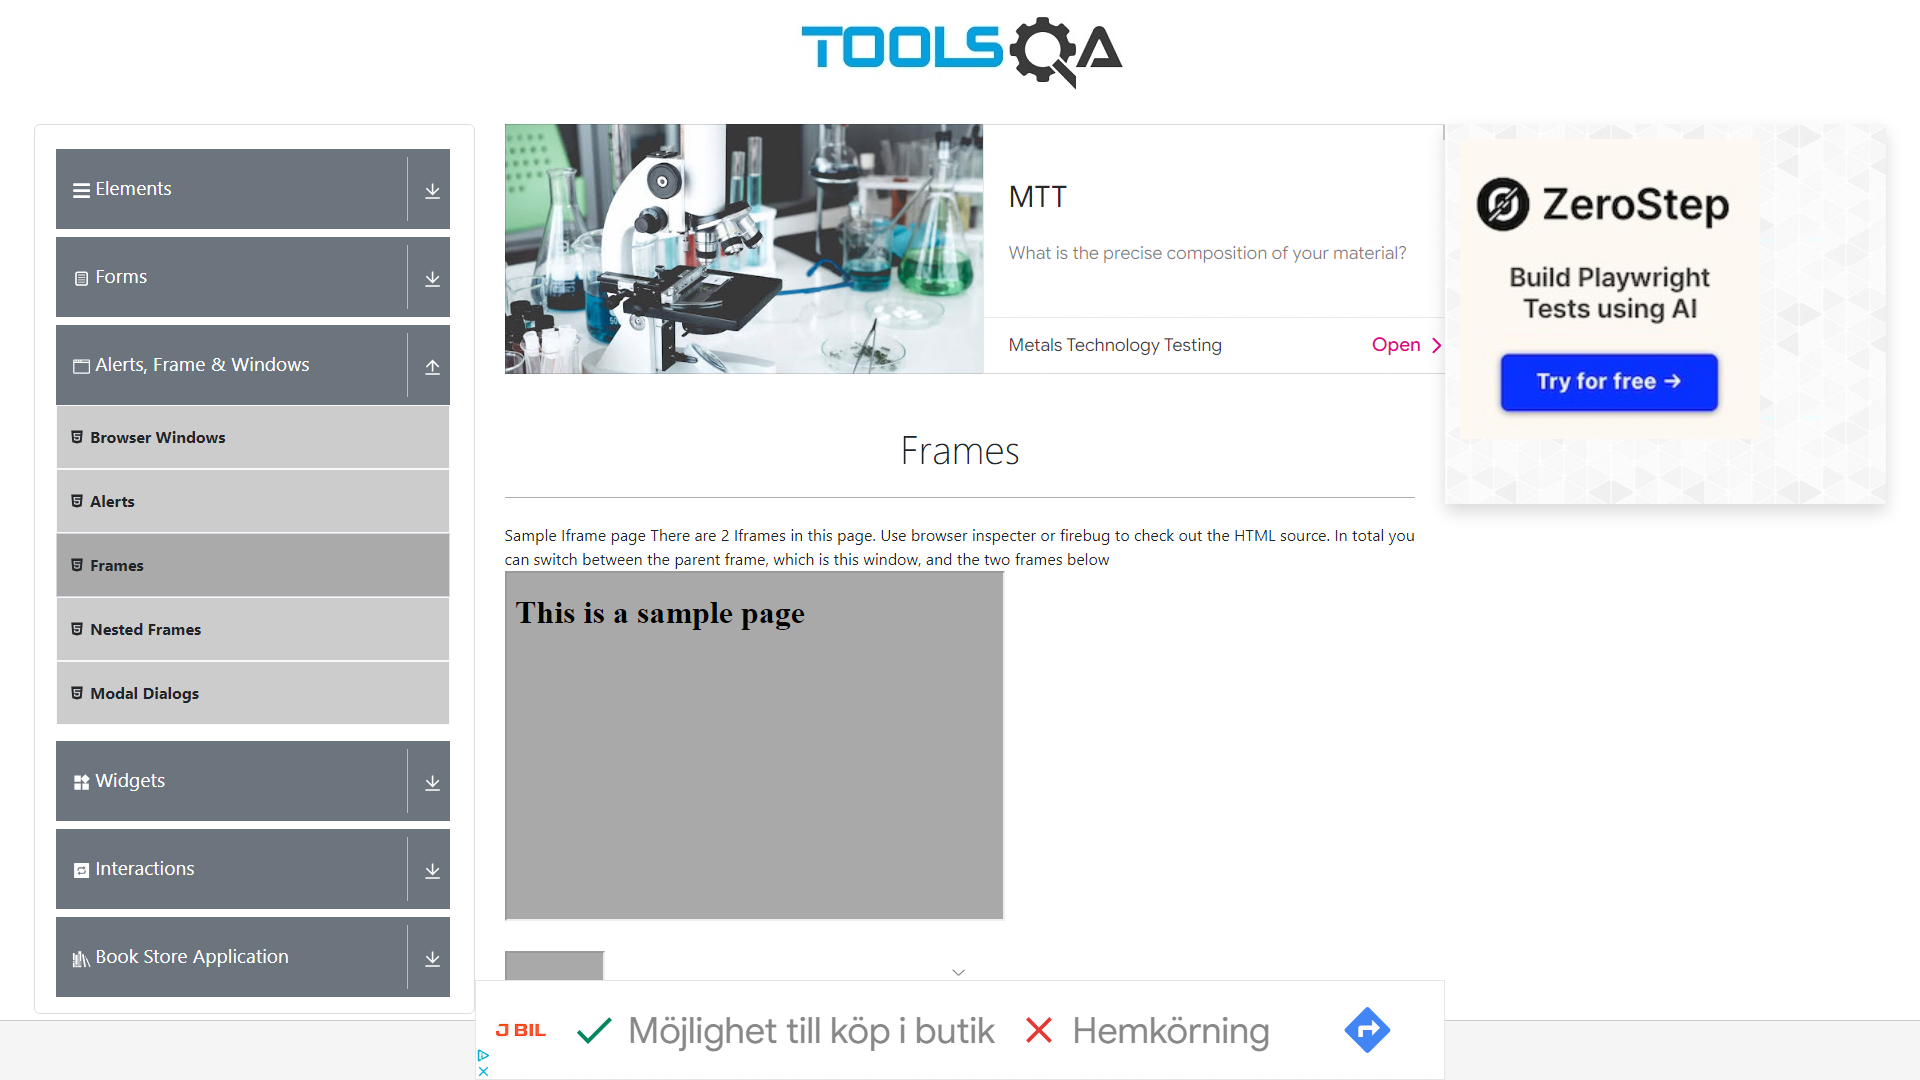 TOOLSQA
Elements
Forms
Alerts, Frame & Windows
Browser Windows
Alerts
Frames
Nested Frames
Modal Dialogs
Widgets
Interactions
Book Store Application
MTT
What is the precise composition of your material?
Metals Technology Testing
Open
Frames
Sample Iframe page There are 2 Iframes in this page. Use browser inspecter or firebug to check out the HTML source. In total you
can switch between the parent frame, which is this window, and the two frames below
This is a sample page
ZeroStep
Build Playwright
Tests using AI
Try for free →
J BIL
Möjlighet till köp i butik
Hemkörning